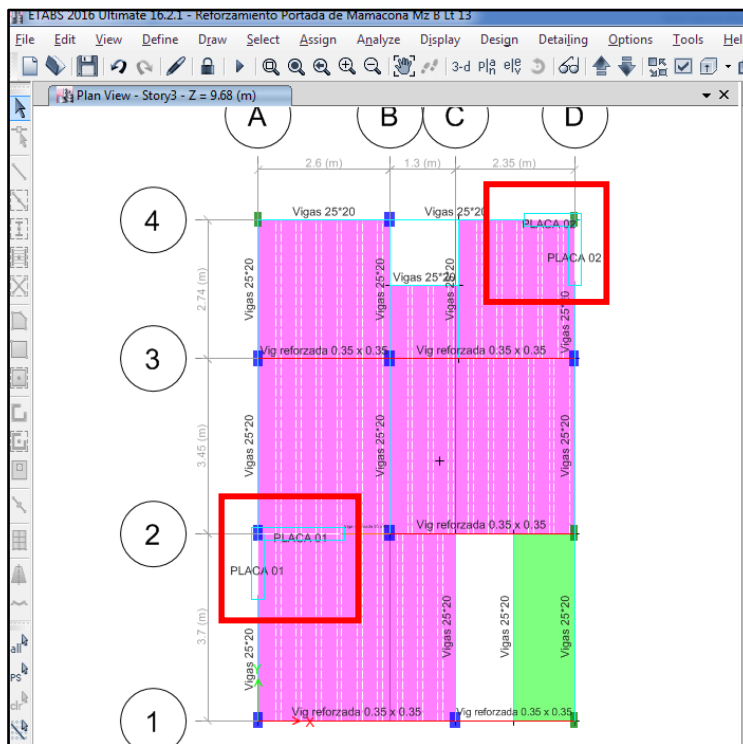 ETABS 2016 Ultimate 16.2.1 - Reforzamiento Portada de Mamacona Mz B Lt 13
File Edit View Define Draw Select Assign Analyze Display Design Detailing Options Tools Hel
3-d
Plan View - Story3 - Z = 9.68 (m)
A B C D
2.6 (m) 1.3 (m) 2.35 (m)
4
Vigas 25*20 Vigas 25*20
PLACA 02
PLACA 02
Vigas 25*20 Vigas 25*20 Vigas 25*20 Vigas 25*20
Vigas 25*20
2.74 (m)
3
Vig reforzada 0.35 x 0.35 Vig reforzada 0.35 x 0.35
3.45 (m)
Vigas 25*20 Vigas 25*20 Vigas 25*20
2
Vig reforzada 0.35 x 0.35
PLACA 01
PLACA 01
3.7 (m)
Vigas 25*20 Vigas 25*20 Vigas 25*20 Vigas 25*20
Y
X
1
Vig reforzada 0.35 x 0.35 Vig reforzada 0.35 x 0.35
all
PS
clr